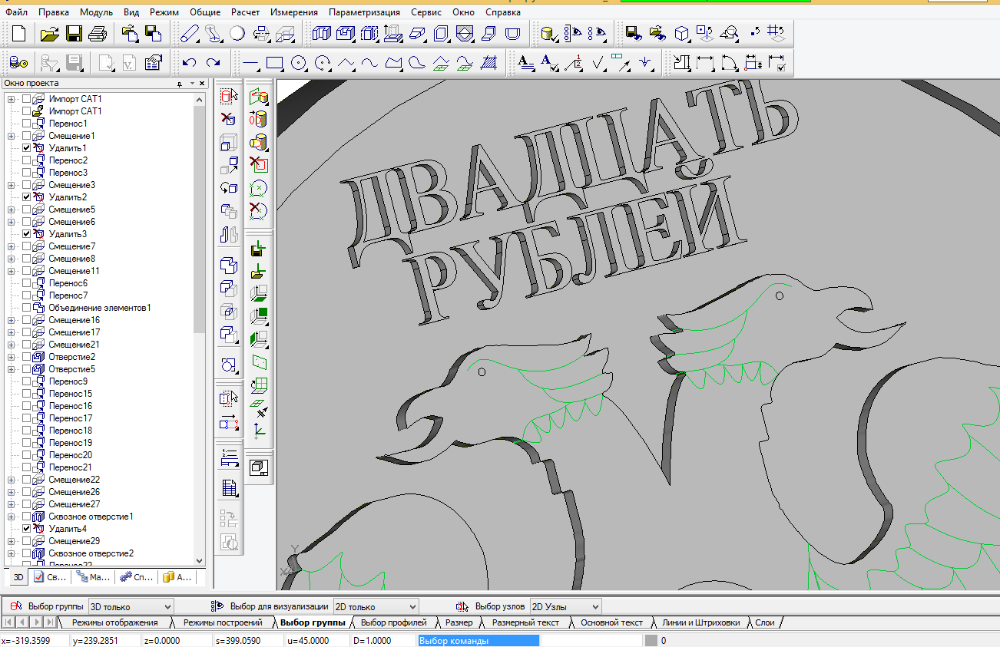 Файл Правка Модуль Вид Режим Общие Расчет Измерения Параметризация Сервис Окно Справка
Окно проекта
Импорт CAT1
Импорт CAT1
Перенос1
Смещение1
Удалить1
Перенос2
Перенос3
Смещение3
Удалить2
Смещение5
Смещение6
Удалить3
Смещение7
Смещение8
Смещение11
Перенос6
Перенос7
Объединение элементов1
Смещение16
Смещение17
Смещение21
Отверстие2
Отверстие5
Перенос9
Перенос15
Перенос16
Перенос17
Перенос18
Перенос19
Перенос20
Перенос21
Смещение22
Смещение26
Смещение27
Сквозное отверстие1
Удалить4
Смещение29
Сквозное отверстие2
Перенос22
3D Св... Ма... Сп... А...
ДВАДЦАТЬ
РУБЛЕЙ
Y
X
Выбор группы 3D только Выбор для визуализации 2D только Выбор узлов 2D Узлы
Режимы отображения Режимы построений Выбор группы Выбор профилей Размер Размерный текст Основной текст Линии и Штриховки Слои
x=-319.3599 y=239.2851 z=0.0000 s=399.0590 u=45.0000 D=1.0000 Выбор команды 0